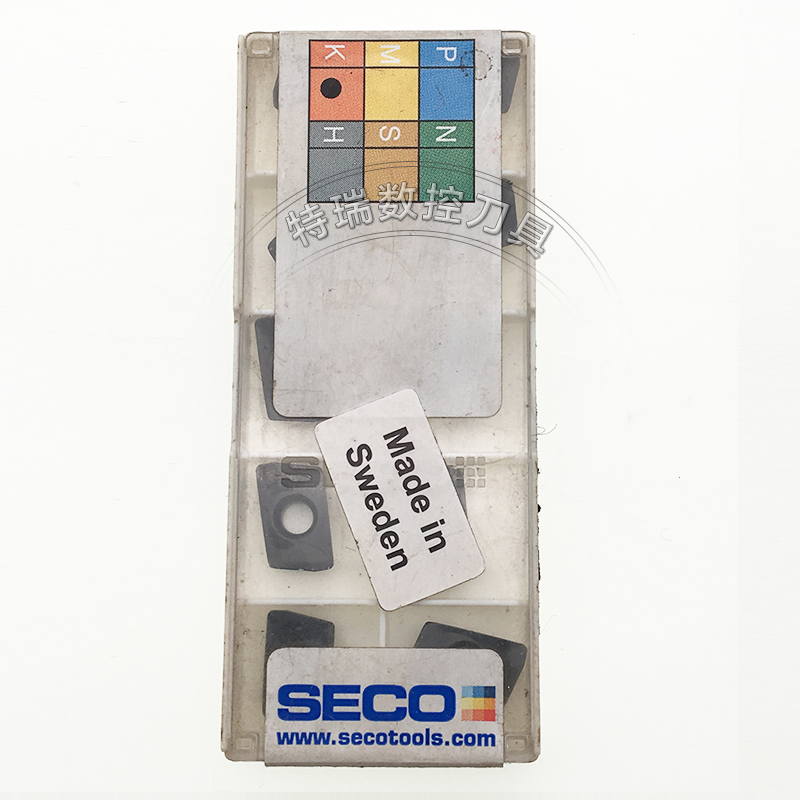 K M P
H S N
特瑞数控刀具
Made in
Sweden
SECO
www.secotools.com